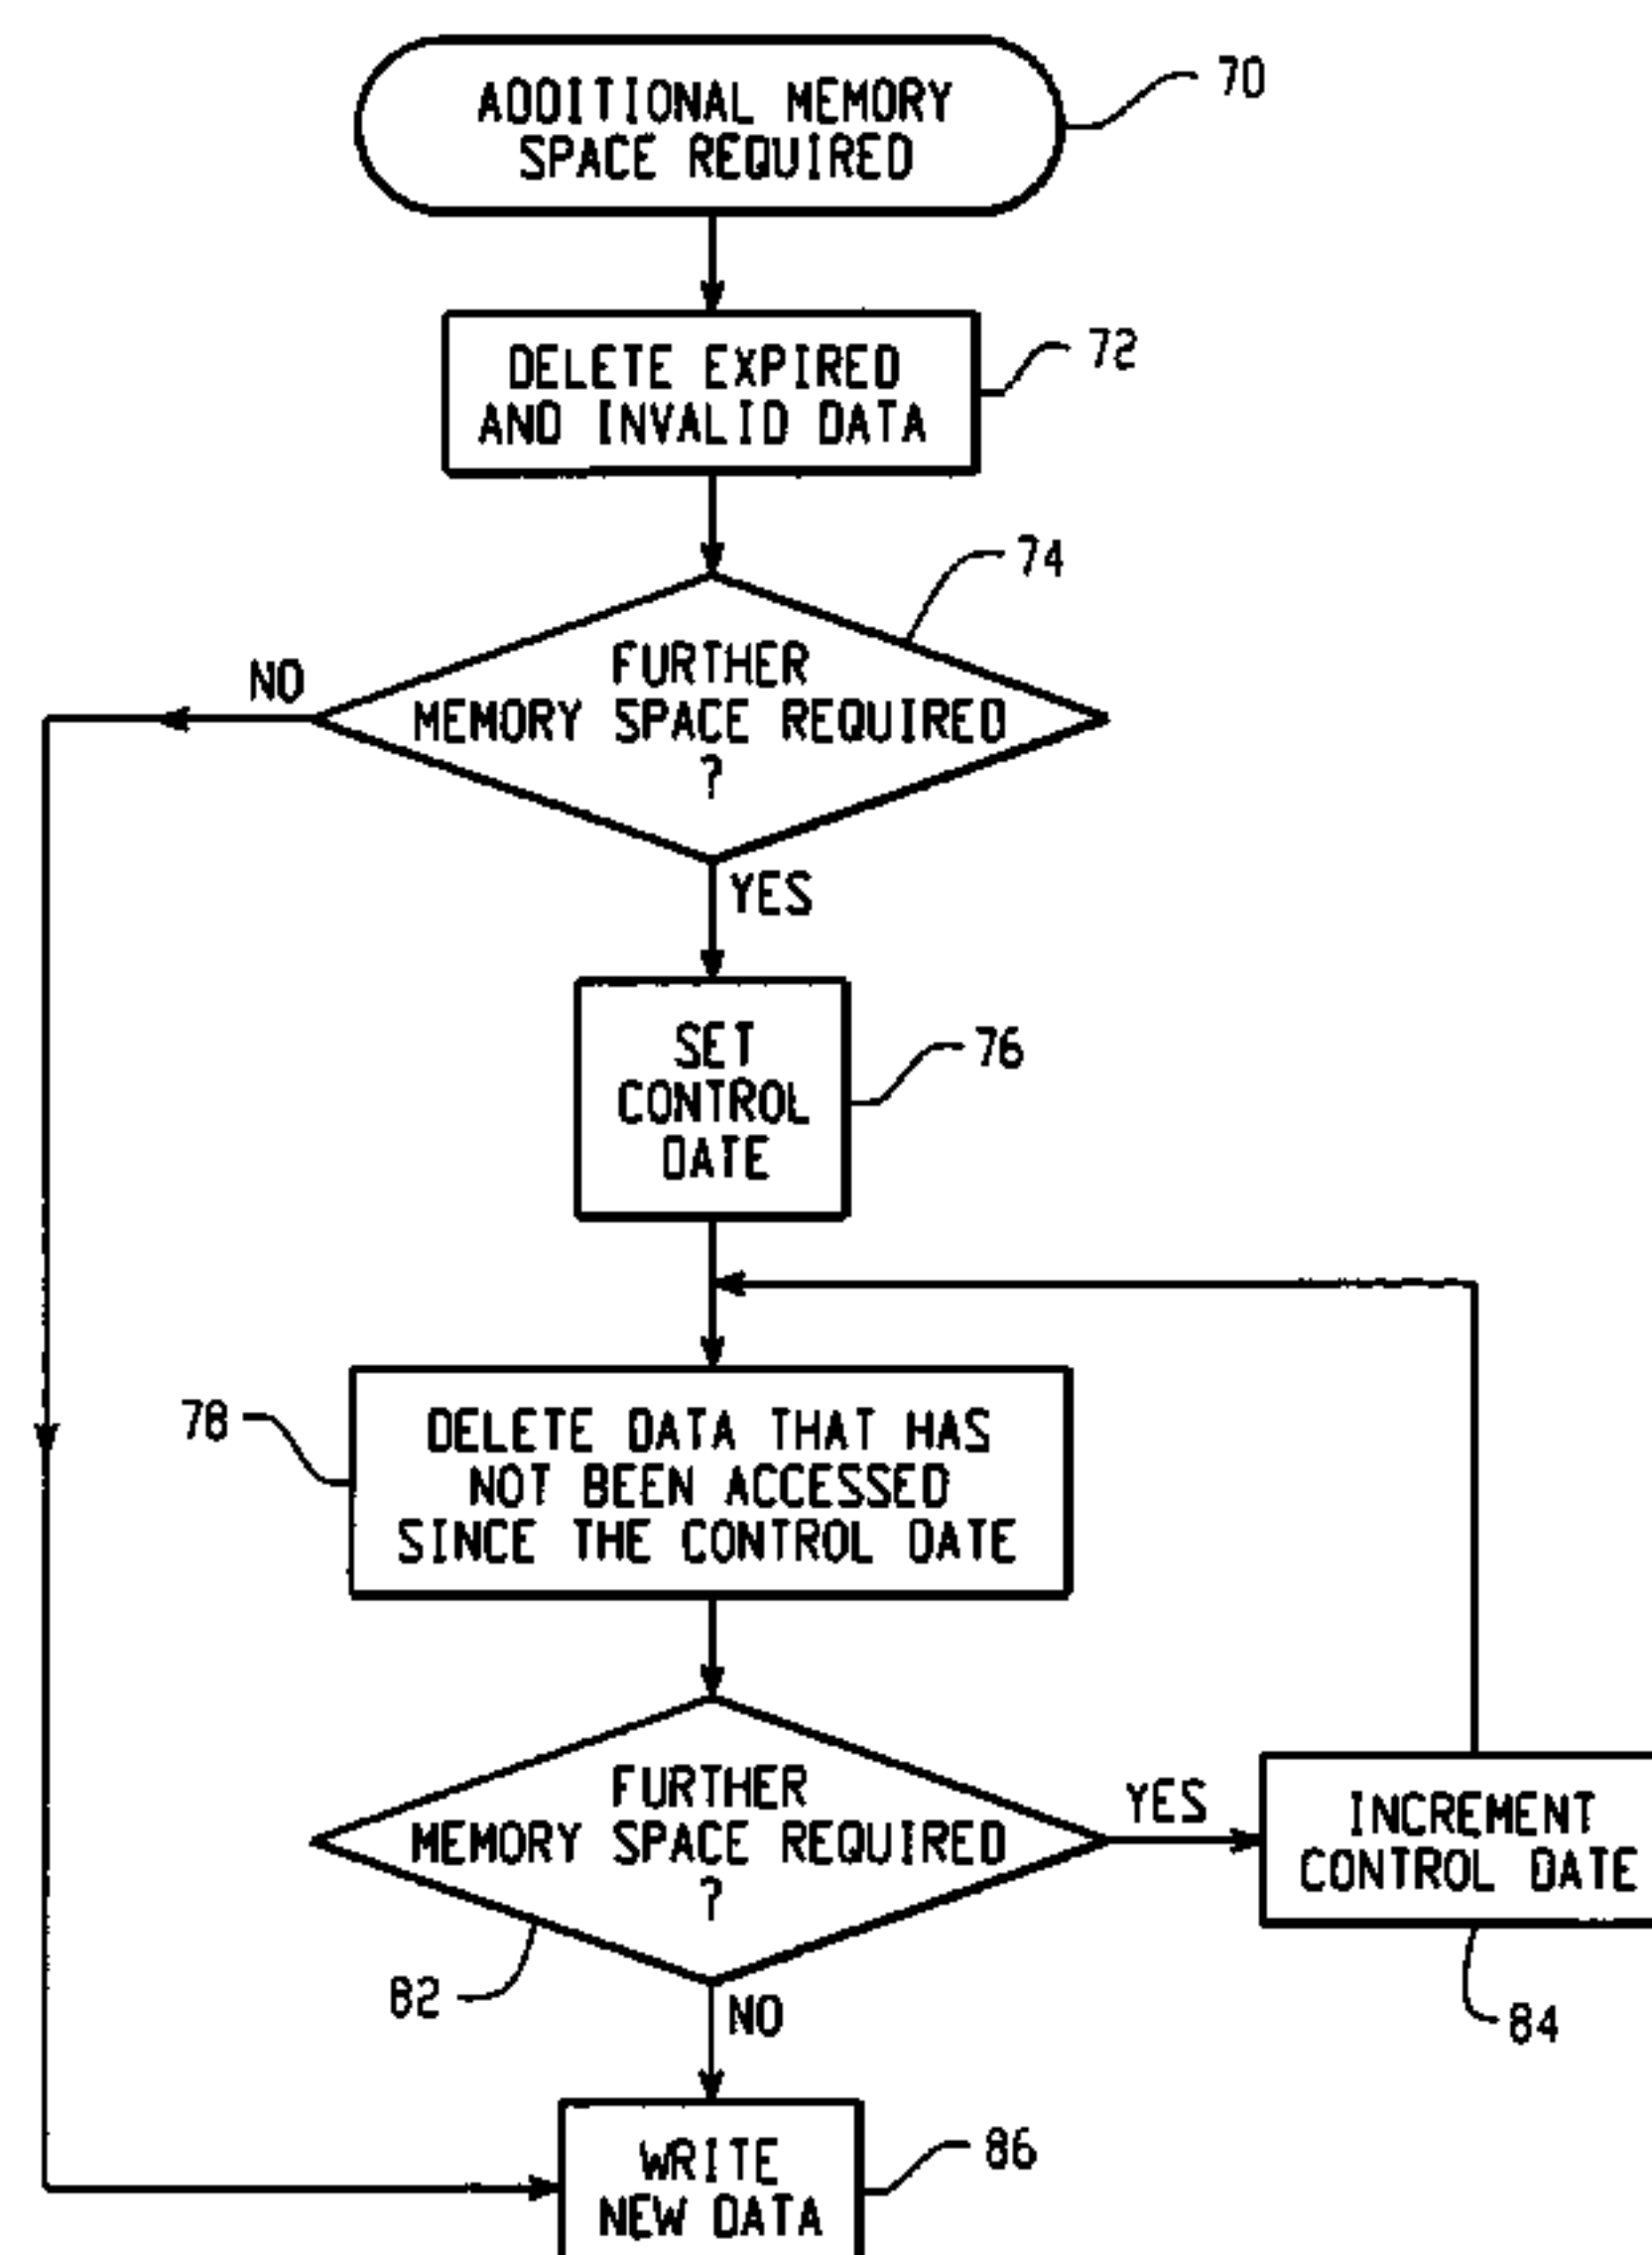 ADDITIONAL MEMORY
SPACE REQUIRED
70
DELETE EXPIRED
AND INVALID DATA
72
74
FURTHER
MEMORY SPACE REQUIRED
?
NO
YES
SET
CONTROL
DATE
76
78
DELETE DATA THAT HAS
NOT BEEN ACCESSED
SINCE THE CONTROL DATE
FURTHER
MEMORY SPACE REQUIRED
?
YES
INCREMENT
CONTROL DATE
82
NO
84
WRITE
NEW DATA
86